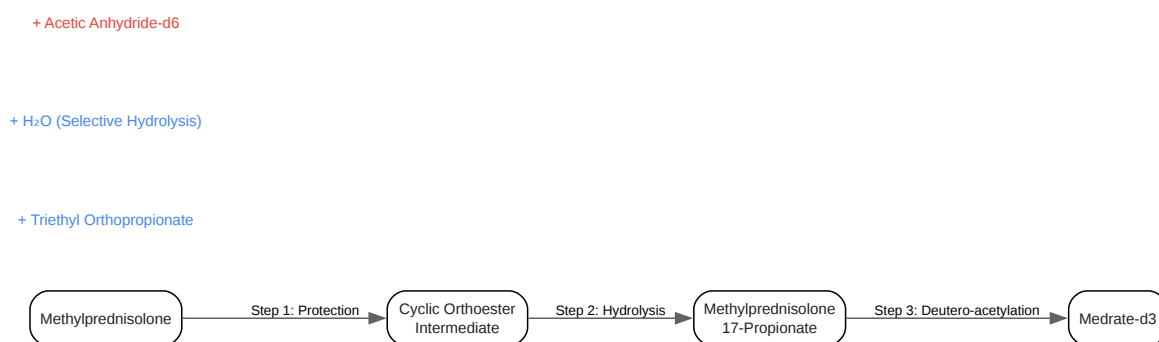 + Acetic Anhydride-d6
+ H₂O (Selective Hydrolysis)
+ Triethyl Orthopropionate
Methylprednisolone
Step 1: Protection
Cyclic Orthoester
Intermediate
Step 2: Hydrolysis
Methylprednisolone
17-Propionate
Step 3: Deutero-acetylation
Medrate-d3